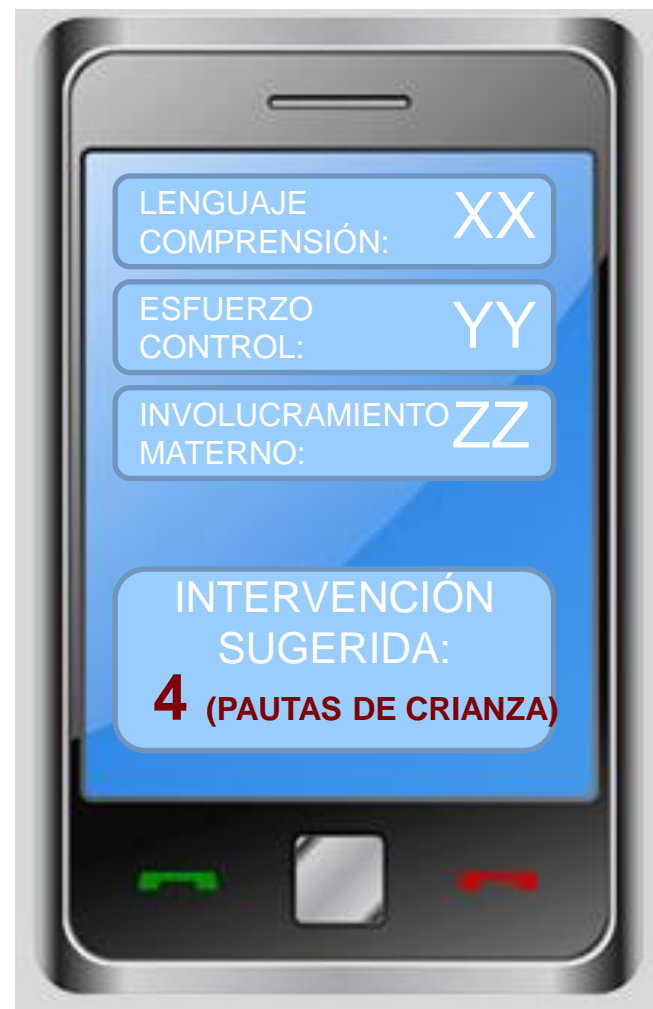 LENGUAJE XX
COMPRENSIÓN:
ESFUERZO YY
CONTROL:
INVOLUCRAMIENTO ZZ
MATERNO:
INTERVENCIÓN
SUGERIDA:
4 (PAUTAS DE CRIANZA)